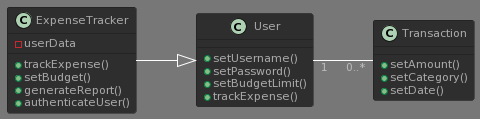 C ExpenseTracker
userData
trackExpense()
setBudget()
generateReport()
authenticateUser()
C User
setUsername()
setPassword()
setBudgetLimit()
trackExpense()
1 0..*
C Transaction
setAmount()
setCategory()
setDate()